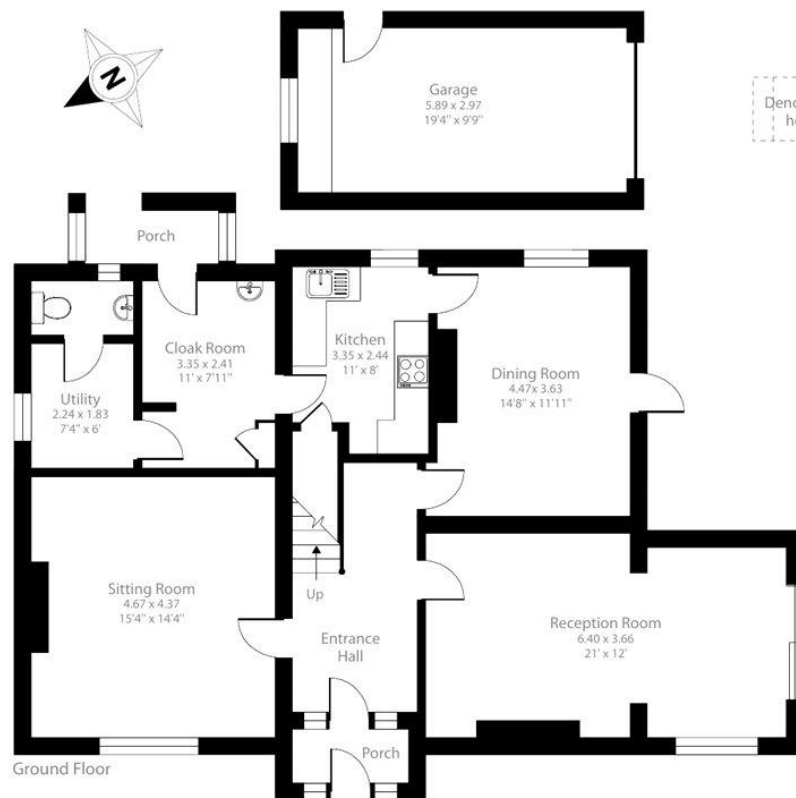 N
Garage
5.89 x 2.97
19'4'' x 9'9''
Porch
Cloak Room
3.35 x 2.41
11' x 7'11''
Kitchen
3.35 x 2.44
11' x 8'
Dining Room
4.47x 3.63
14'8'' x 11'11''
Utility
2.24 x 1.83
7'4'' x 6'
Sitting Room
4.67 x 4.37
15'4'' x 14'4''
Up
Entrance
Hall
Reception Room
6.40 x 3.66
21' x 12'
Porch
Ground Floor